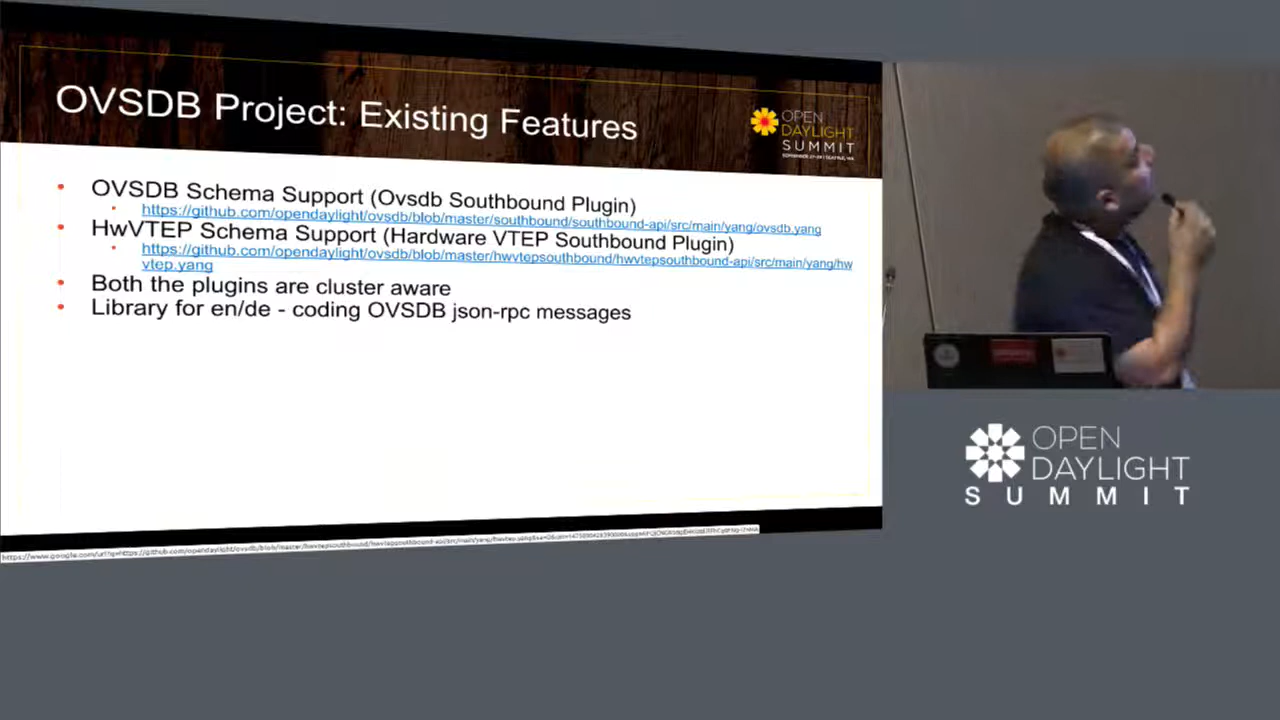 OVSDB Project: Existing Features
OPEN
DAYLIGHT
SUMMIT
OVSDB Schema Support (Ovsdb Southbound Plugin)
https://github.com/opendaylight/ovsdb/blob/master/southbound/southbound-api/src/main/yang/ovsdb.yang
HwVTEP Schema Support (Hardware VTEP Southbound Plugin)
https://github.com/opendaylight/ovsdb/blob/master/hwvtepsouthbound/hwvtepsouthbound-api/src/main/yang/hw
vtep.yang
Both the plugins are cluster aware
Library for en/de - coding OVSDB json-rpc messages
OPEN
DAYLIGHT
SUMMIT